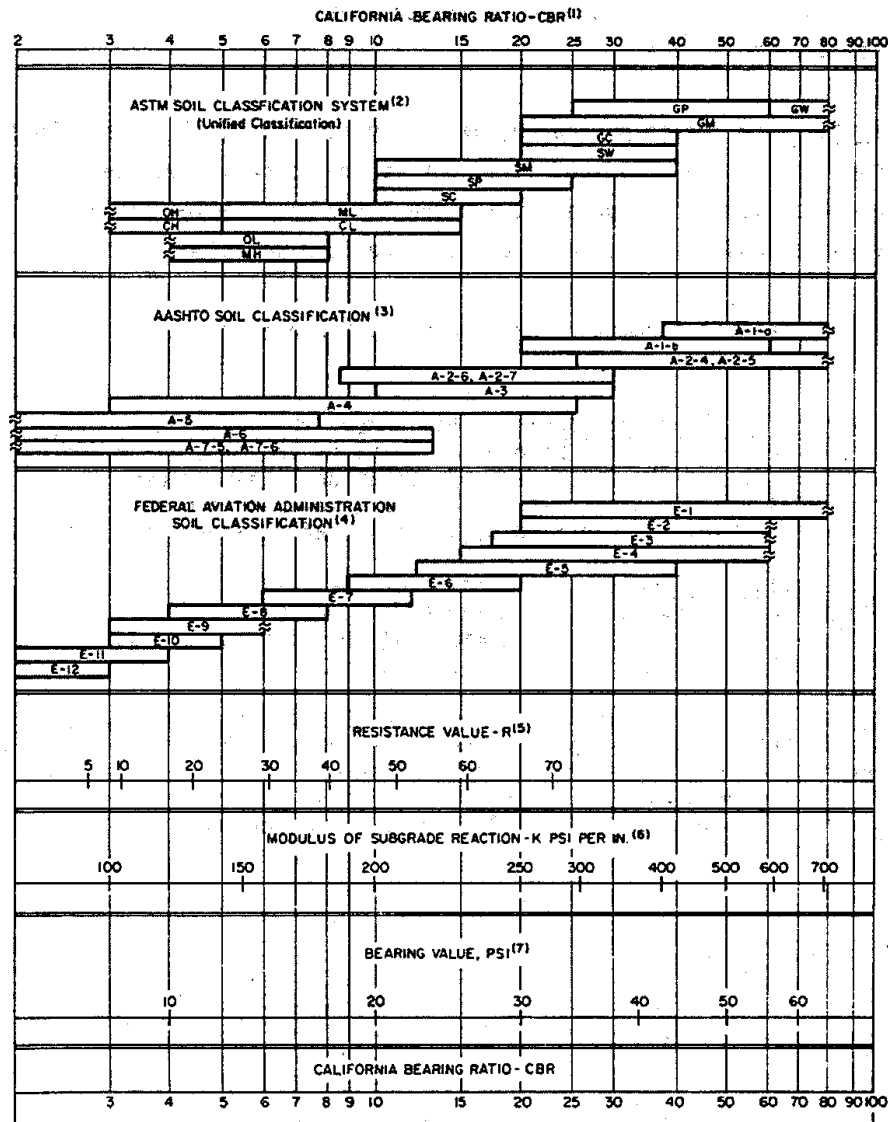 CALIFORNIA BEARING RATIO-CBR(1)
2 3 4 5 6 7 8 9 10 15 20 25 30 40 50 60 70 80 90 100
ASTM SOIL CLASSFICATION SYSTEM(2)
(Unified Classification)
GP GW
GM
GC
SW
SM
SP
SC
OH ML
CH CL
OL
MH
AASHTO SOIL CLASSIFICATION(3)
A-1-a
A-1-b
A-2-4, A-2-5
A-2-6, A-2-7
A-3
A-4
A-5
A-6
A-7-5, A-7-6
FEDERAL AVIATION ADMINISTRATION
SOIL CLASSIFICATION(4)
E-1
E-2
E-3
E-4
E-5
E-6
E-7
E-8
E-9
E-10
E-11
E-12
RESISTANCE VALUE-R(5)
5 10 20 30 40 50 60 70
MODULUS OF SUBGRADE REACTION-K PSI PER IN.(6)
100 150 200 250 300 400 500 600 700
BEARING VALUE, PSI(7)
10 20 30 40 50 60
CALIFORNIA BEARING RATIO-CBR
3 4 5 6 7 8 9 10 15 20 25 30 40 50 60 70 80 90 100